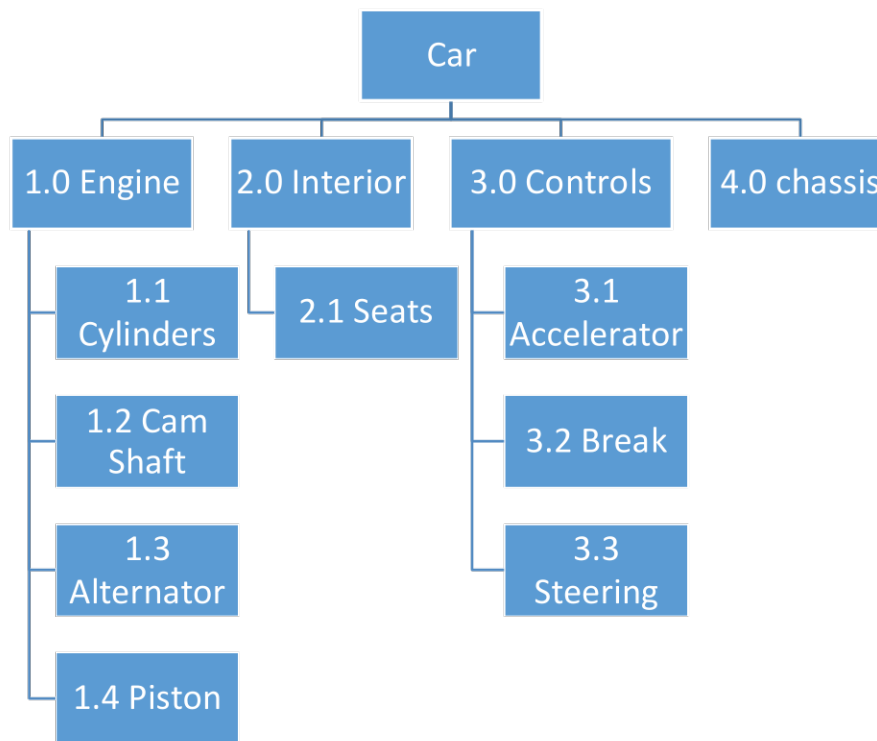 Car
1.0 Engine
2.0 Interior
3.0 Controls
4.0 chassis
1.1
Cylinders
1.2 Cam
Shaft
1.3
Alternator
1.4 Piston
2.1 Seats
3.1
Accelerator
3.2 Break
3.3
Steering